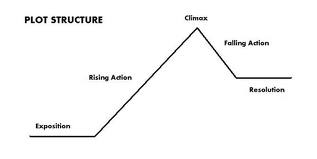 PLOT STRUCTURE
Climax
Falling Action
Rising Action
Resolution
Exposition